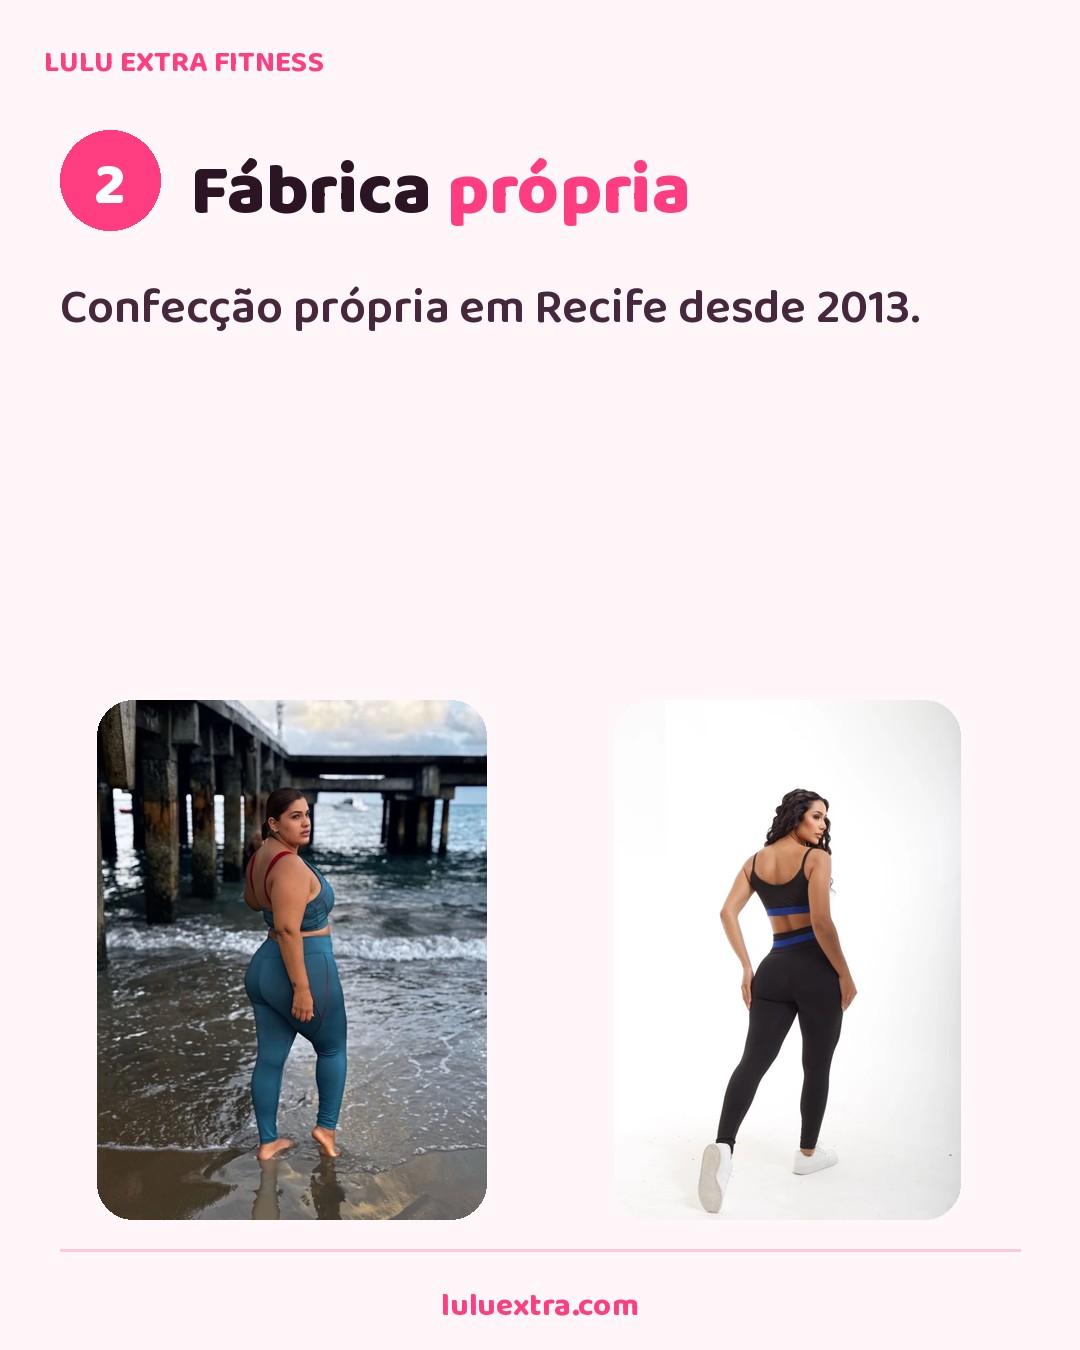 LULU EXTRA FITNESS
2 Fábrica própria
Confecção própria em Recife desde 2013.
luluextra.com